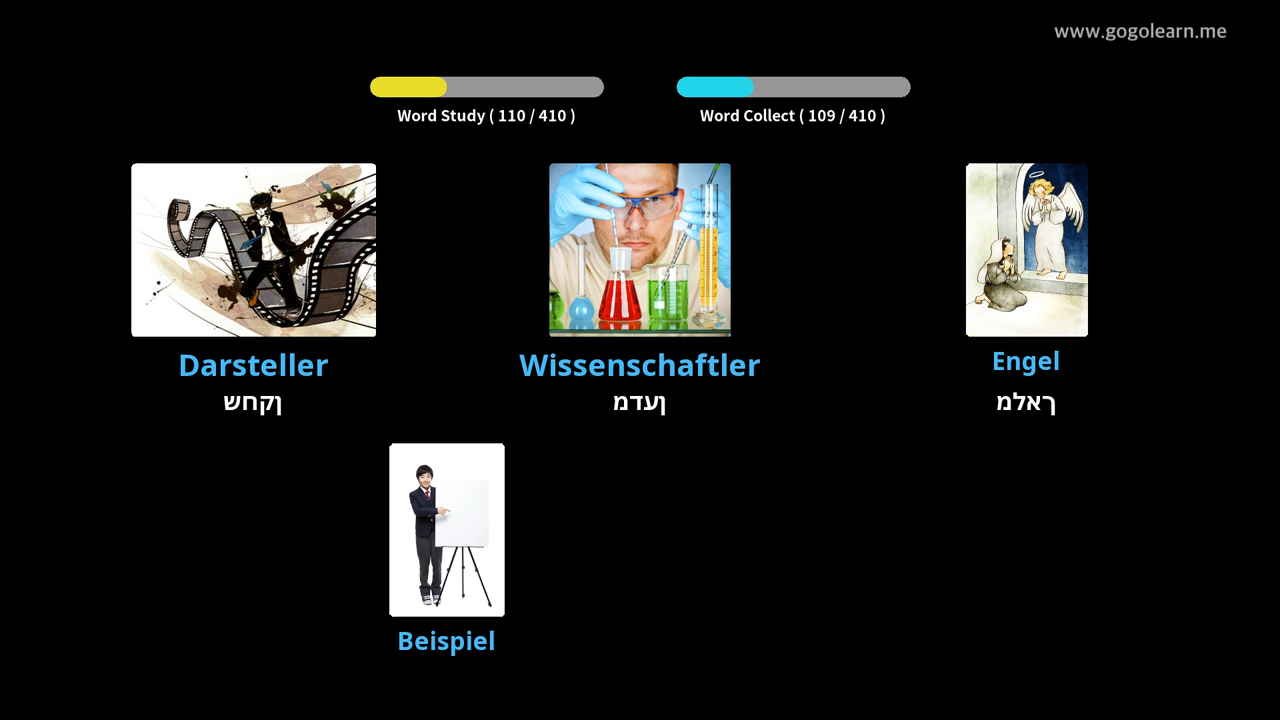 www.gogolearn.me
Word Study ( 110 / 410 )
Word Collect ( 109 / 410 )
Darsteller
שחקן
Wissenschaftler
מדען
Engel
מלאך
Beispiel